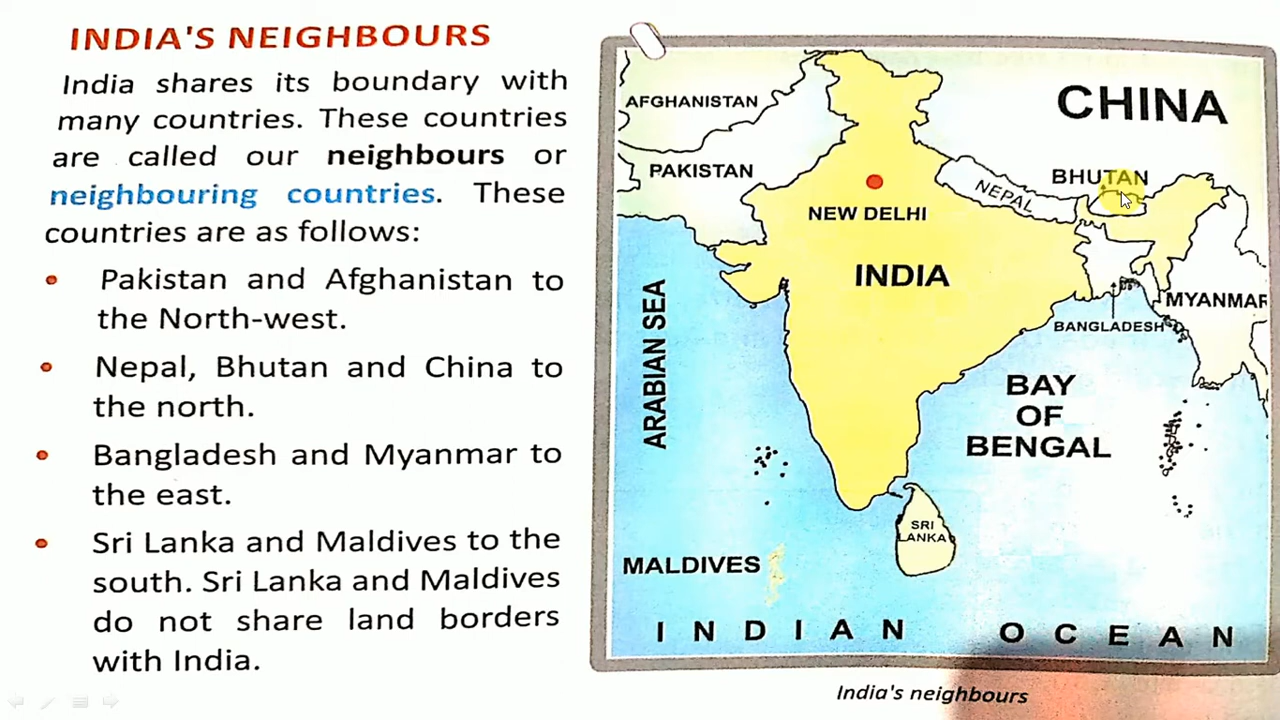 INDIA'S NEIGHBOURS
India shares its boundary with
many countries. These countries
are called our neighbours or
neighbouring countries. These
countries are as follows:
• Pakistan and Afghanistan to
the North-west.
• Nepal, Bhutan and China to
the north.
• Bangladesh and Myanmar to
the east.
• Sri Lanka and Maldives to the
south. Sri Lanka and Maldives
do not share land borders
with India.
AFGHANISTAN
CHINA
PAKISTAN
BHUTAN
NEPAL
NEW DELHI
INDIA
MYANMAR
BANGLADESH
ARABIAN SEA
BAY
OF
BENGAL
SRI
LANKA
MALDIVES
INDIAN OCEAN
India's neighbours